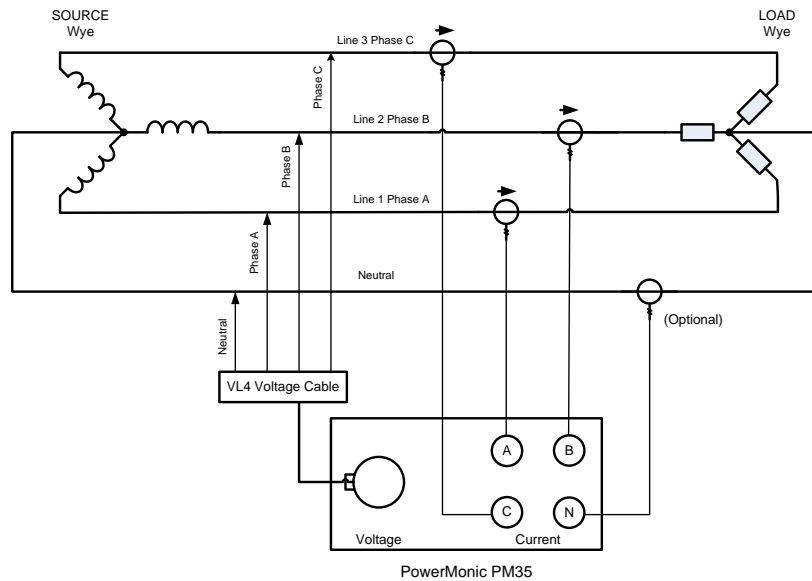 SOURCE
Wye
LOAD
Wye
Line 3 Phase C
Phase C
Line 2 Phase B
Phase B
Line 1 Phase A
Phase A
Neutral
Neutral
(Optional)
VL4 Voltage Cable
A
B
C
N
Voltage
Current
PowerMonic PM35